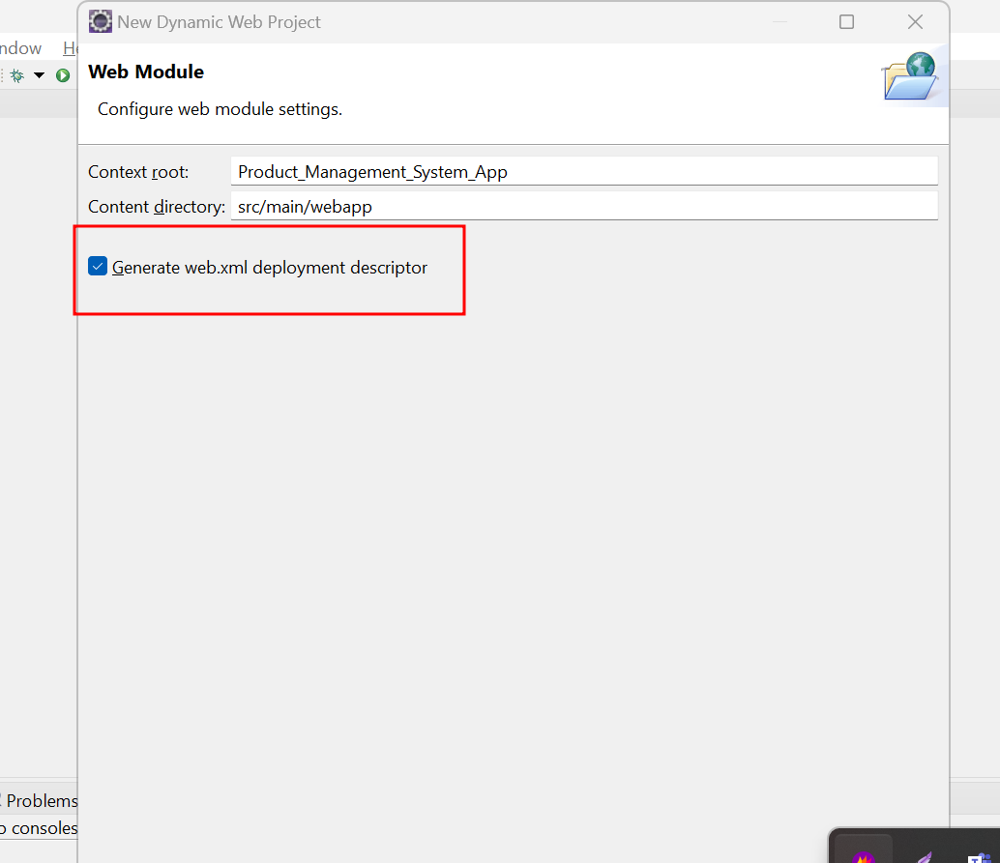 New Dynamic Web Project
ndow He
Web Module
Configure web module settings.
Context root: Product_Management_System_App
Content directory: src/main/webapp
Generate web.xml deployment descriptor
Problems
o consoles